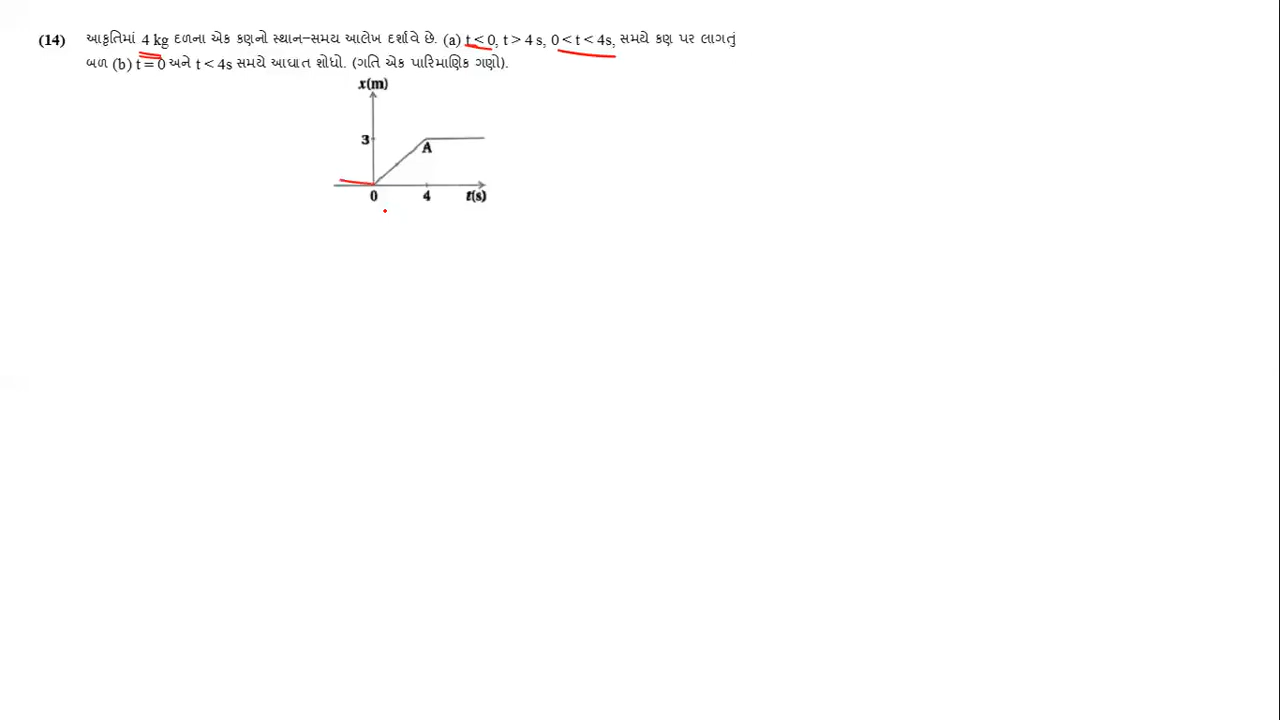 (14) આકૃતિમાં 4 kg દળના એક કણનો સ્થાન–સમય આલેખ દર્શાવે છે. (a) t < 0, t > 4 s, 0 < t < 4s, સમયે કણ પર લાગતું
બળ (b) t = 0 અને t < 4s સમયે આઘાત શોધો. (ગતિ એક પારિમાણિક ગણો).
x(m)
3
A
0 4 t(s)